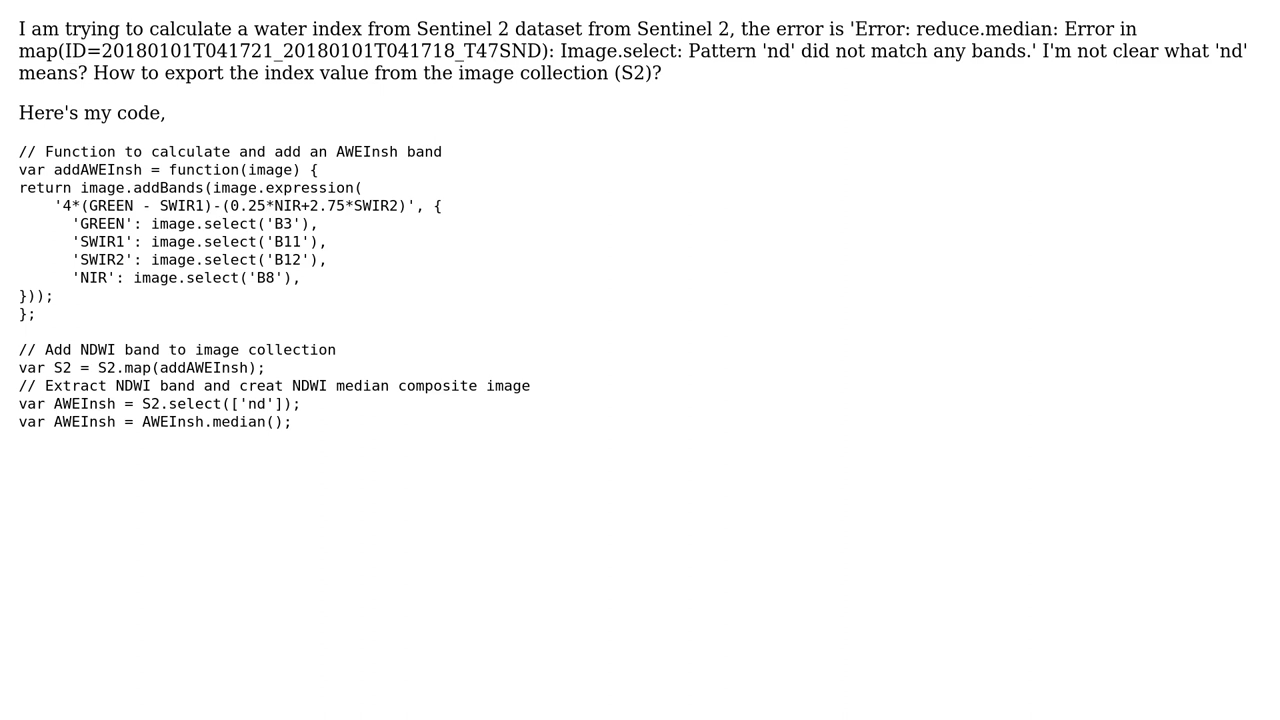 I am trying to calculate a water index from Sentinel 2 dataset from Sentinel 2, the error is 'Error: reduce.median: Error in
map(ID=20180101T041721_20180101T041718_T47SND): Image.select: Pattern 'nd' did not match any bands.' I'm not clear what 'nd'
means? How to export the index value from the image collection (S2)?
Here's my code,
// Function to calculate and add an AWEInsh band
var addAWEInsh = function(image) {
return image.addBands(image.expression(
    '4*(GREEN - SWIR1)-(0.25*NIR+2.75*SWIR2)', {
      'GREEN': image.select('B3'),
      'SWIR1': image.select('B11'),
      'SWIR2': image.select('B12'),
      'NIR': image.select('B8'),
}));
};
// Add NDWI band to image collection
var S2 = S2.map(addAWEInsh);
// Extract NDWI band and creat NDWI median composite image
var AWEInsh = S2.select(['nd']);
var AWEInsh = AWEInsh.median();